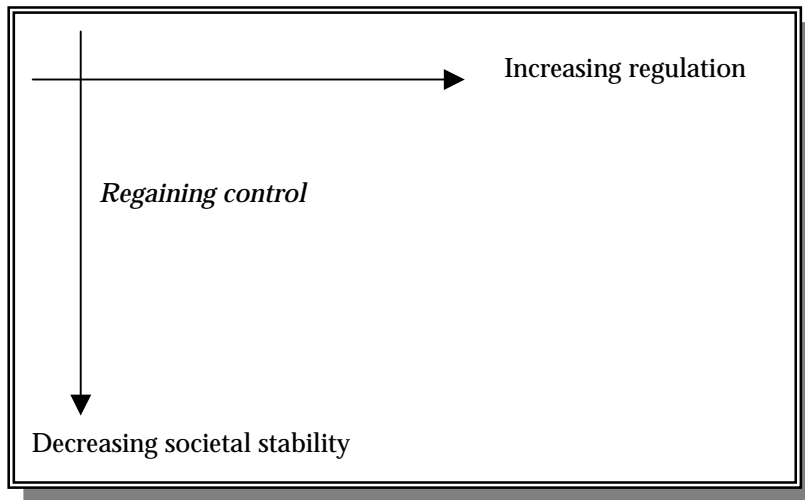 Increasing regulation
Regaining control
Decreasing societal stability